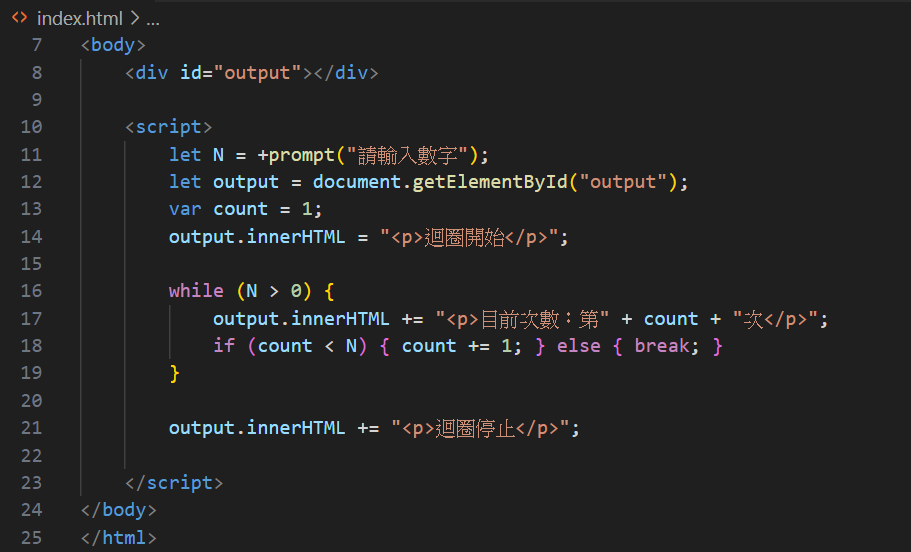 <> index.html > ...
7 <body>
8 <div id="output"></div>
9
10 <script>
11 let N = +prompt("請輸入數字");
12 let output = document.getElementById("output");
13 var count = 1;
14 output.innerHTML = "<p>迴圈開始</p>";
15
16 while (N > 0) {
17 output.innerHTML += "<p>目前次數：第" + count + "次</p>";
18 if (count < N) { count += 1; } else { break; }
19 }
20
21 output.innerHTML += "<p>迴圈停止</p>";
22
23 </script>
24 </body>
25 </html>